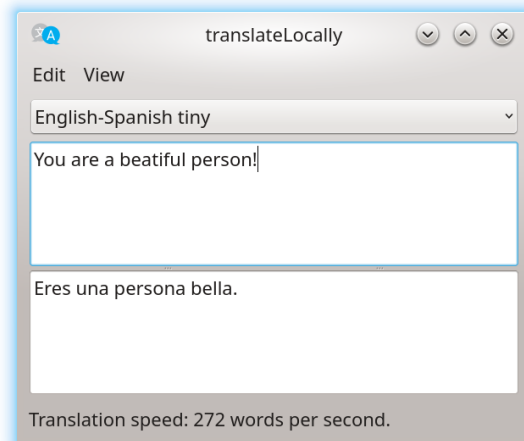 translateLocally
Edit View
English-Spanish tiny
You are a beatiful person!
Eres una persona bella.
Translation speed: 272 words per second.